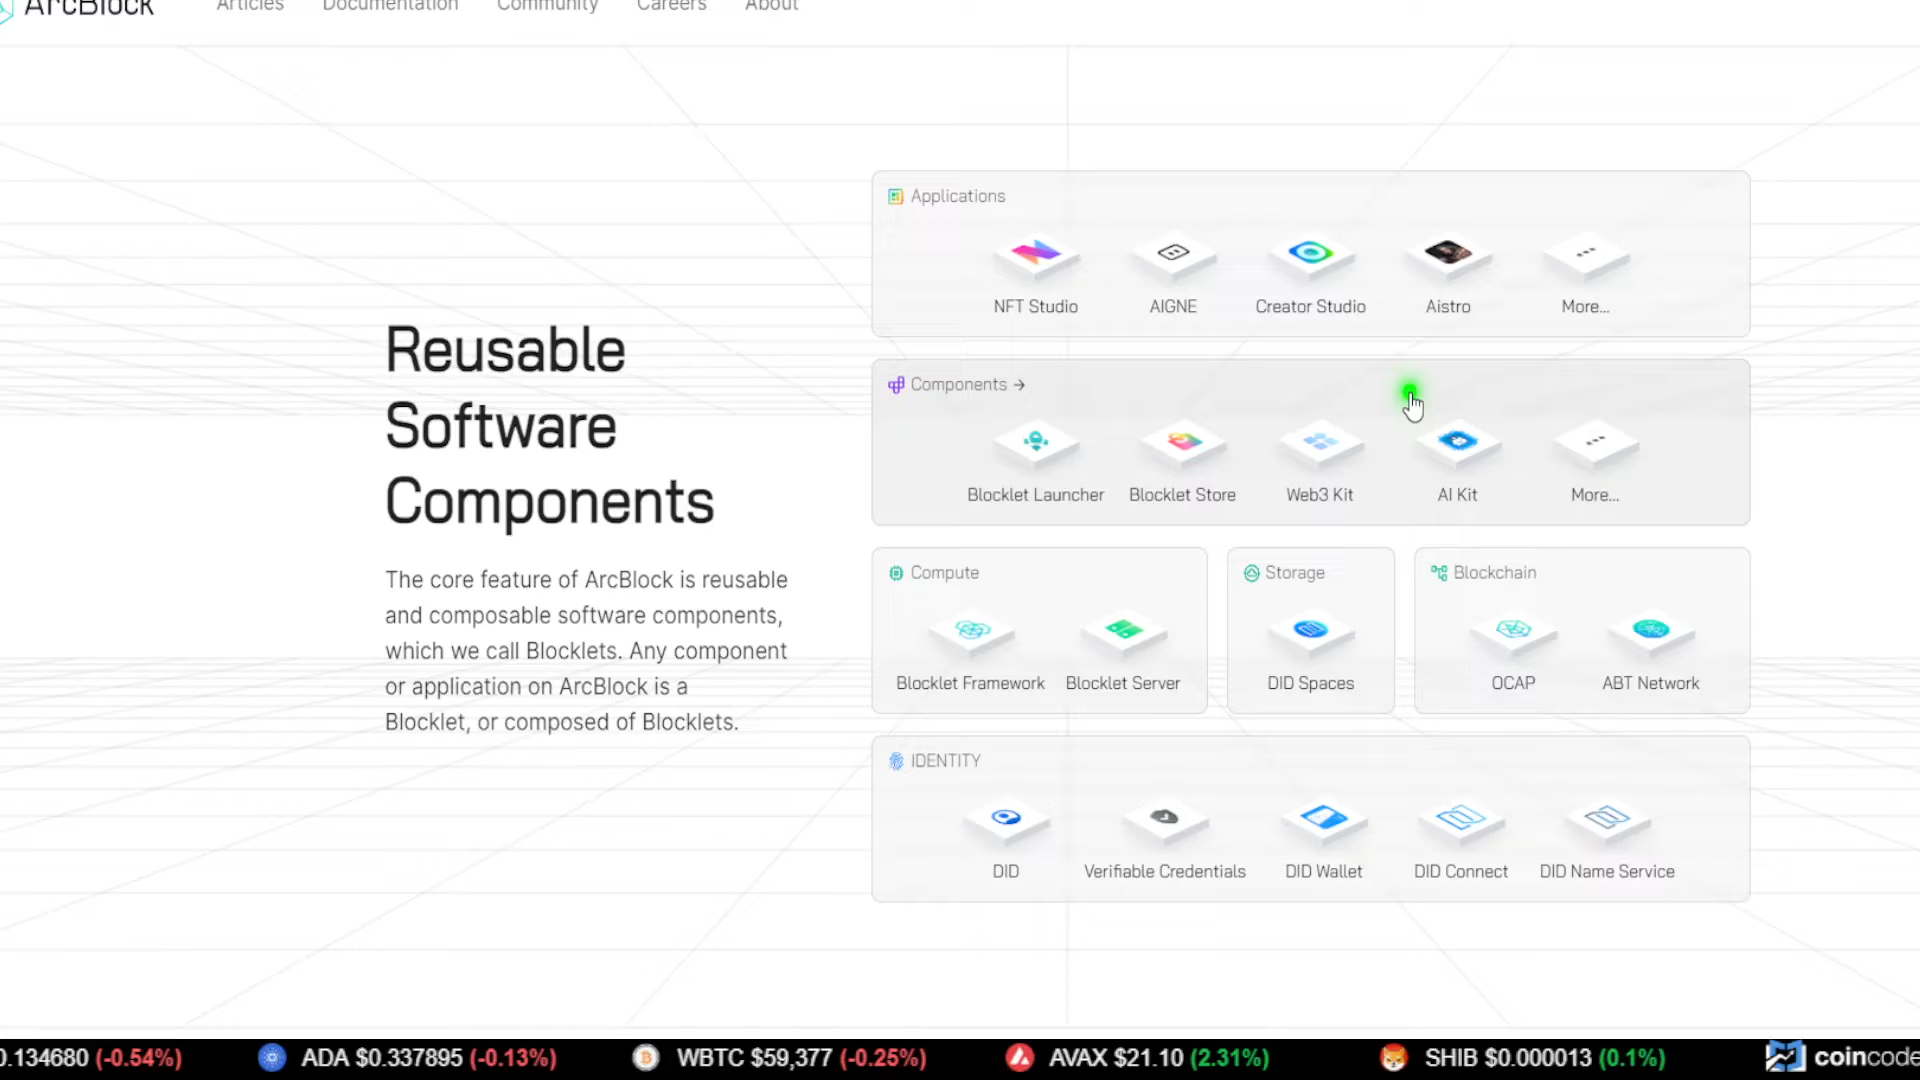 ArcBlock Articles Documentation Community Careers About
Applications
NFT Studio AIGNE Creator Studio Aistro More...
Reusable
Software
Components
The core feature of ArcBlock is reusable
and composable software components,
which we call Blocklets. Any component
or application on ArcBlock is a
Blocklet, or composed of Blocklets.
Components →
Blocklet Launcher Blocklet Store Web3 Kit AI Kit More...
Compute
Blocklet Framework Blocklet Server
Storage
DID Spaces
Blockchain
OCAP ABT Network
IDENTITY
DID Verifiable Credentials DID Wallet DID Connect DID Name Service
0.134680 (-0.54%) ADA $0.337895 (-0.13%) WBTC $59,377 (-0.25%) AVAX $21.10 (2.31%) SHIB $0.000013 (0.1%) coincode